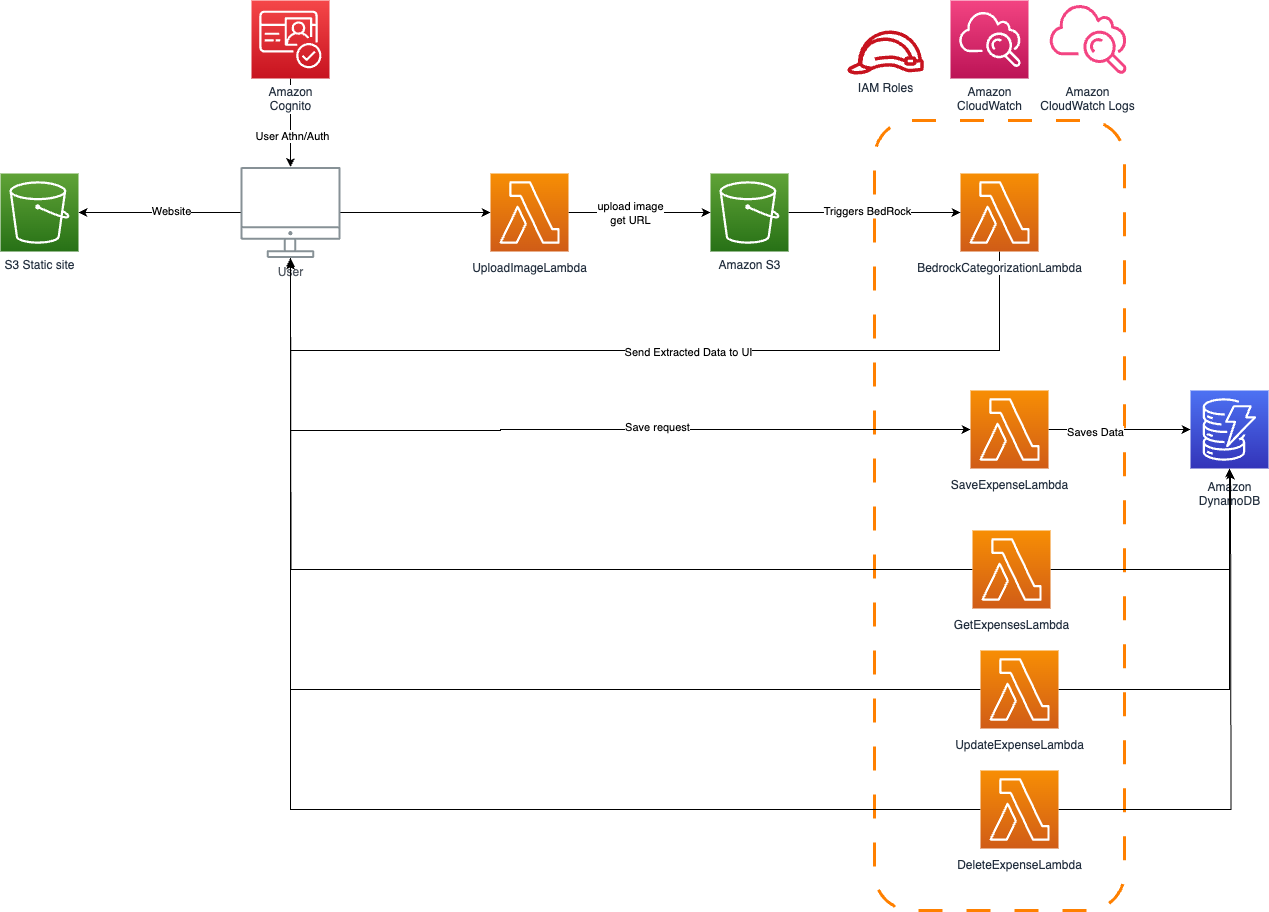 Amazon
Cognito
IAM Roles
Amazon
CloudWatch
Amazon
CloudWatch Logs
User Athn/Auth
Website
upload image
get URL
Triggers BedRock
S3 Static site
User
UploadImageLambda
Amazon S3
BedrockCategorizationLambda
Send Extracted Data to UI
Save request
Saves Data
SaveExpenseLambda
Amazon
DynamoDB
GetExpensesLambda
UpdateExpenseLambda
DeleteExpenseLambda